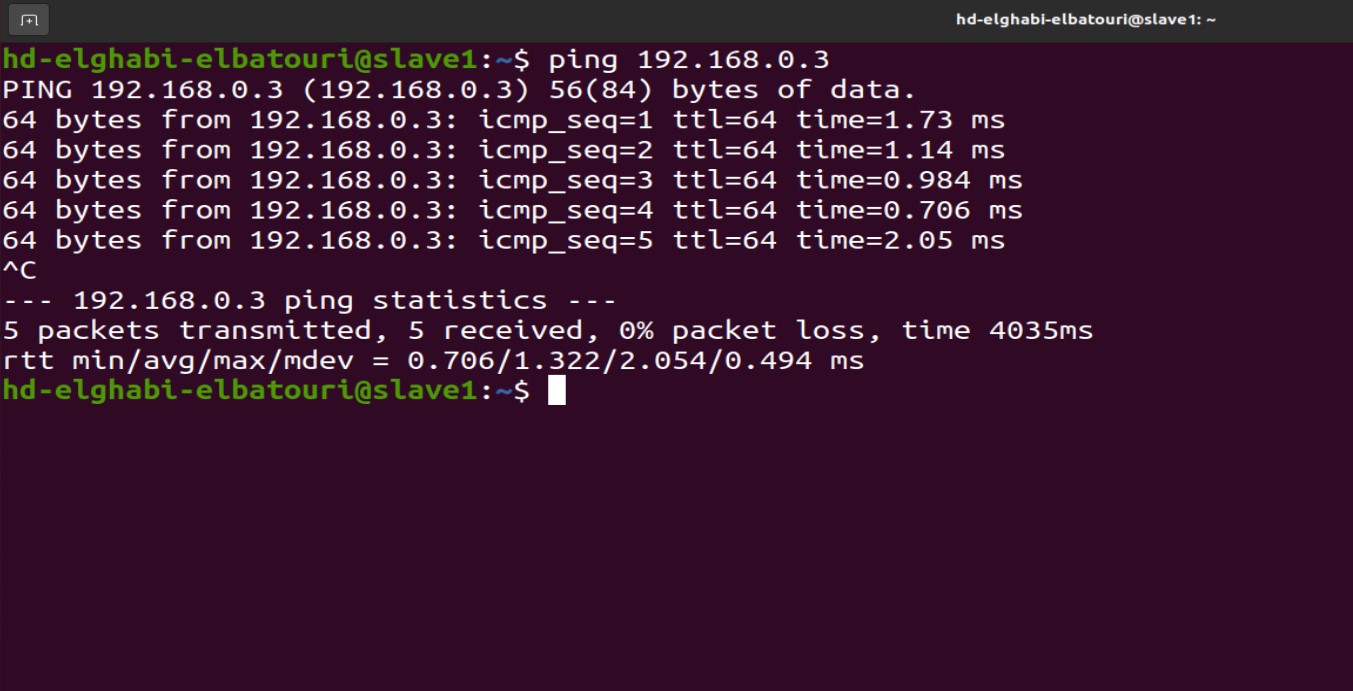 hd-elghabi-elbatouri@slave1: ~
hd-elghabi-elbatouri@slave1:~$ ping 192.168.0.3
PING 192.168.0.3 (192.168.0.3) 56(84) bytes of data.
64 bytes from 192.168.0.3: icmp_seq=1 ttl=64 time=1.73 ms
64 bytes from 192.168.0.3: icmp_seq=2 ttl=64 time=1.14 ms
64 bytes from 192.168.0.3: icmp_seq=3 ttl=64 time=0.984 ms
64 bytes from 192.168.0.3: icmp_seq=4 ttl=64 time=0.706 ms
64 bytes from 192.168.0.3: icmp_seq=5 ttl=64 time=2.05 ms
^C
--- 192.168.0.3 ping statistics ---
5 packets transmitted, 5 received, 0% packet loss, time 4035ms
rtt min/avg/max/mdev = 0.706/1.322/2.054/0.494 ms
hd-elghabi-elbatouri@slave1:~$